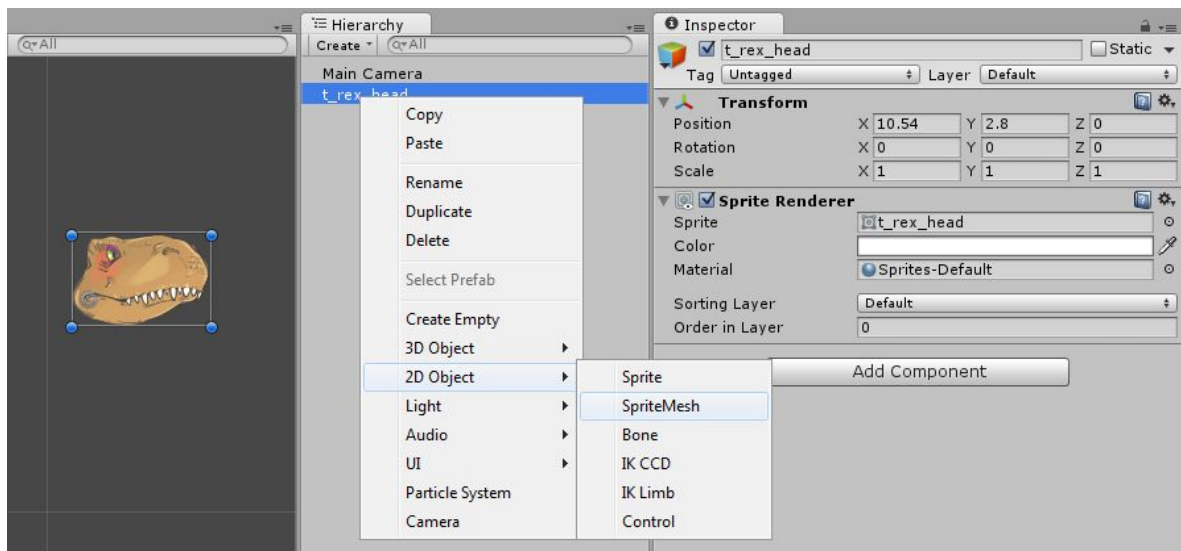 All
Hierarchy
Create
All
Main Camera
t_rex_head
Copy
Paste
Rename
Duplicate
Delete
Select Prefab
Create Empty
3D Object
2D Object
Light
Audio
UI
Particle System
Camera
Sprite
SpriteMesh
Bone
IK CCD
IK Limb
Control
Inspector
t_rex_head Static
Tag Untagged Layer Default
Transform
Position X 10.54 Y 2.8 Z 0
Rotation X 0 Y 0 Z 0
Scale X 1 Y 1 Z 1
Sprite Renderer
Sprite t_rex_head
Color
Material Sprites-Default
Sorting Layer Default
Order in Layer 0
Add Component